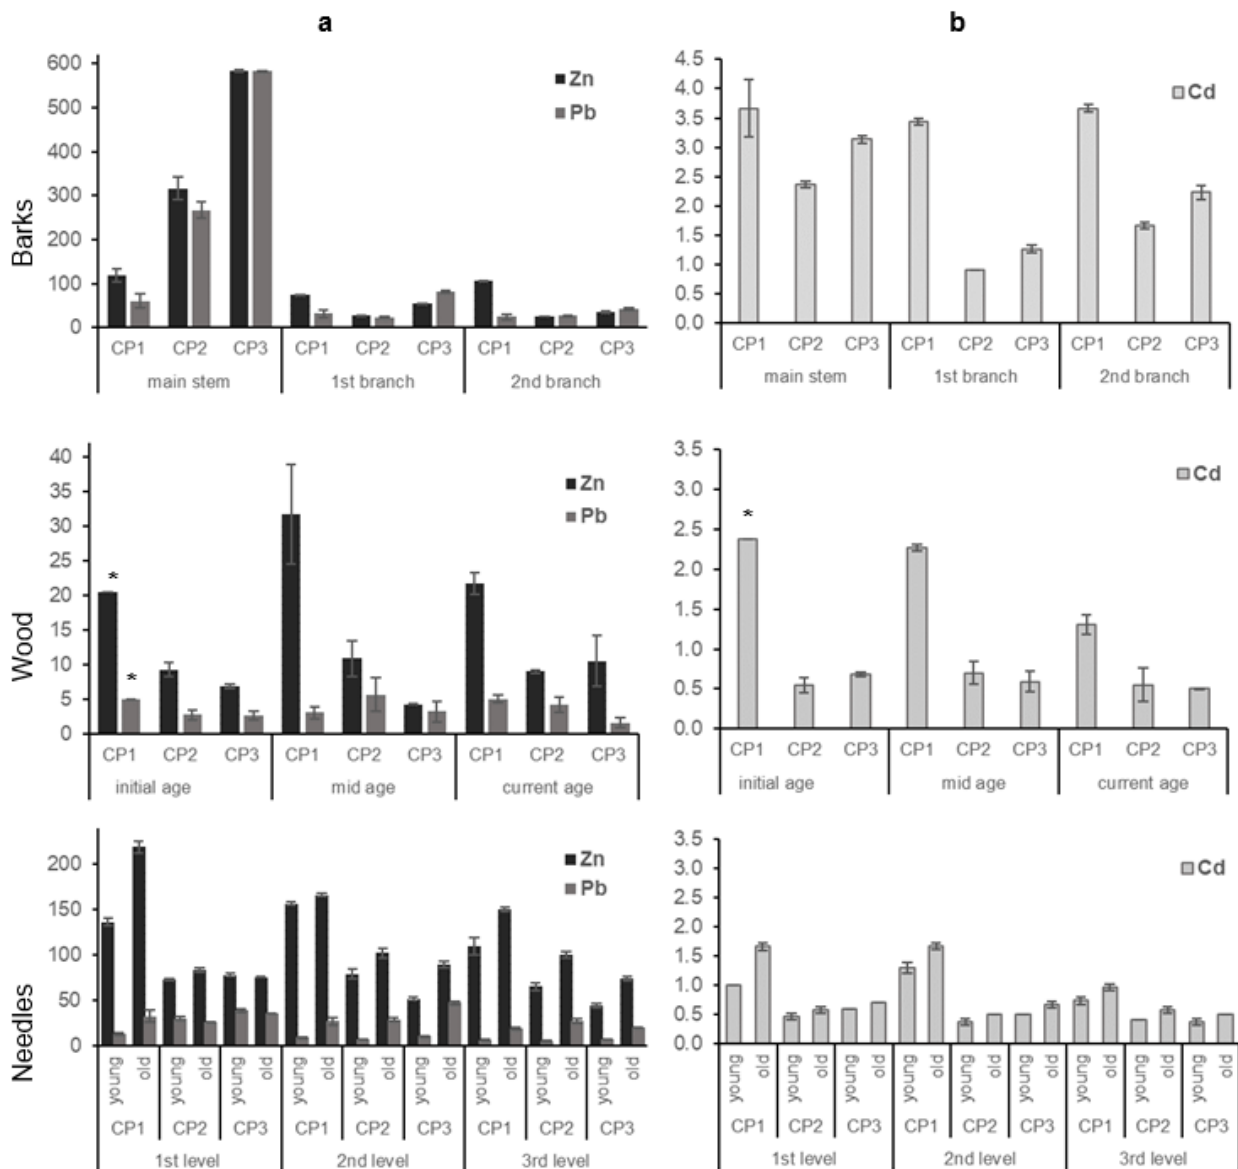 a
b
Barks
600
500
400
300
200
100
0
Zn
Pb
CP1 CP2 CP3 CP1 CP2 CP3 CP1 CP2 CP3
main stem 1st branch 2nd branch
4.5
4.0
3.5
3.0
2.5
2.0
1.5
1.0
0.5
0.0
Cd
CP1 CP2 CP3 CP1 CP2 CP3 CP1 CP2 CP3
main stem 1st branch 2nd branch
Wood
40
35
30
25
20
15
10
5
0
Zn
Pb
*
*
CP1 CP2 CP3 CP1 CP2 CP3 CP1 CP2 CP3
initial age mid age current age
3.5
3.0
2.5
2.0
1.5
1.0
0.5
0.0
Cd
*
CP1 CP2 CP3 CP1 CP2 CP3 CP1 CP2 CP3
initial age mid age current age
Needles
200
150
100
50
0
Zn
Pb
young old young old young old young old young old young old young old young old young old
CP1 CP2 CP3 CP1 CP2 CP3 CP1 CP2 CP3
1st level 2nd level 3rd level
3.5
3.0
2.5
2.0
1.5
1.0
0.5
0.0
Cd
young old young old young old young old young old young old young old young old young old
CP1 CP2 CP3 CP1 CP2 CP3 CP1 CP2 CP3
1st level 2nd level 3rd level